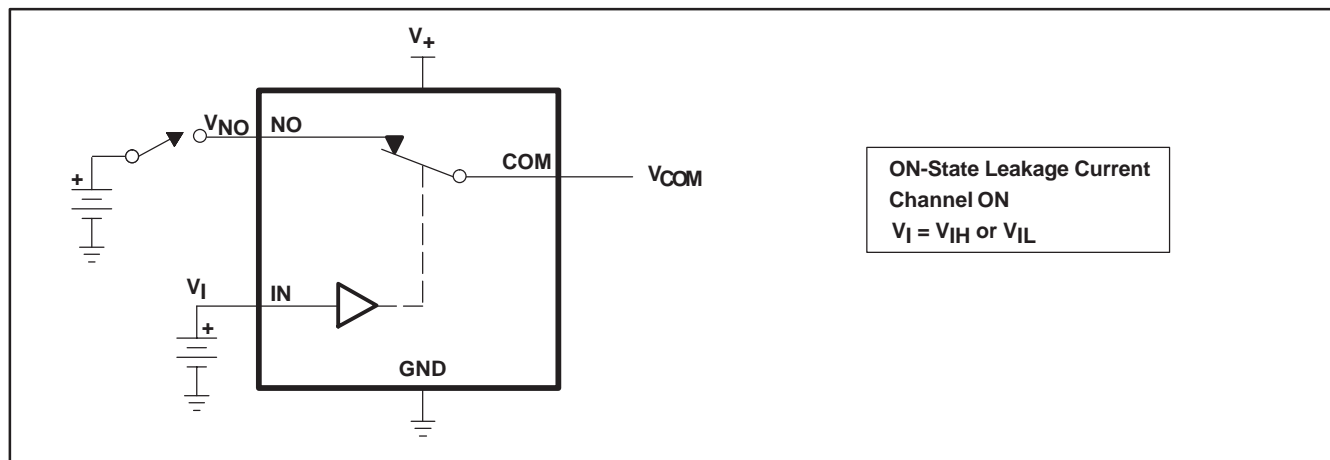 V+
VNO NO
COM
VCOM
+
VI IN
+
GND
ON-State Leakage Current
Channel ON
VI = VIH or VIL